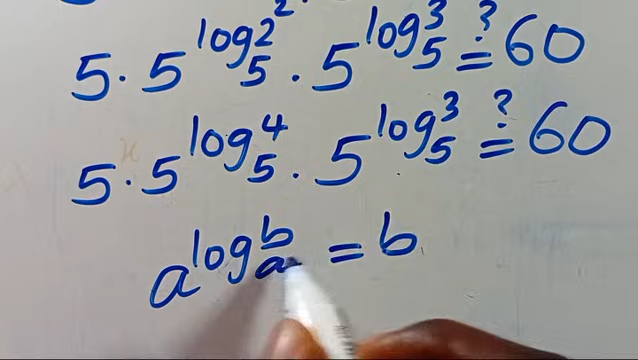 5 · 5^{log_5 2^2} · 5^{log_5 3} ≟ 60
5 · 5^{log_5 4} · 5^{log_5 3} ≟ 60
a^{log_a b} = b